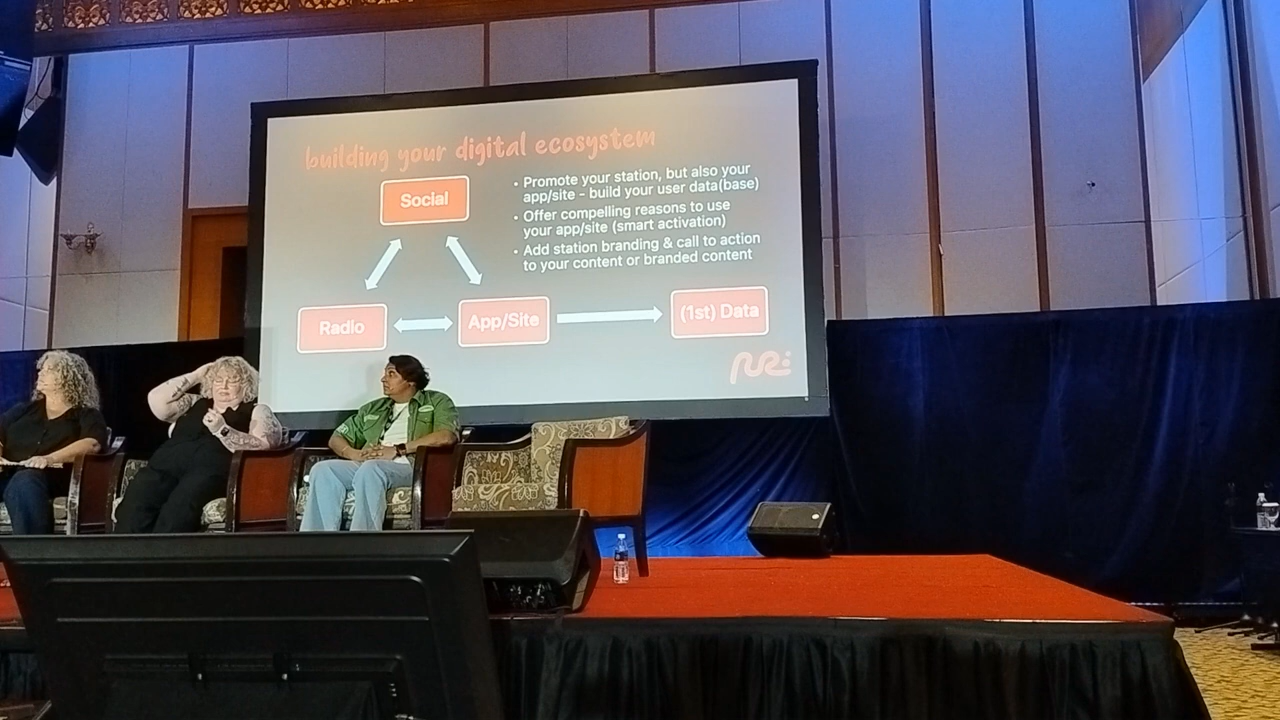 building your digital ecosystem
Social
• Promote your station, but also your
app/site - build your user data(base)
• Offer compelling reasons to use
your app/site (smart activation)
• Add station branding & call to action
to your content or branded content
Radio
App/Site
(1st) Data